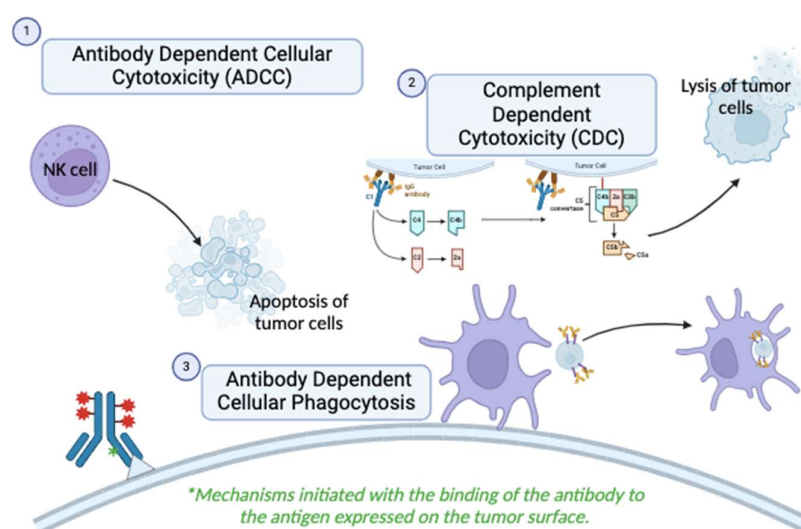 1
Antibody Dependent Cellular
Cytotoxicity (ADCC)
2
Complement
Dependent
Cytotoxicity (CDC)
Lysis of tumor
cells
NK cell
Tumor Cell
C1
IgG
antibody
C4
C4b
C2
2a
Tumor Cell
C5
convertase
C4b
2a
C3b
C5
C5b
C5a
Apoptosis of
tumor cells
3
Antibody Dependent
Cellular Phagocytosis
*Mechanisms initiated with the binding of the antibody to
the antigen expressed on the tumor surface.